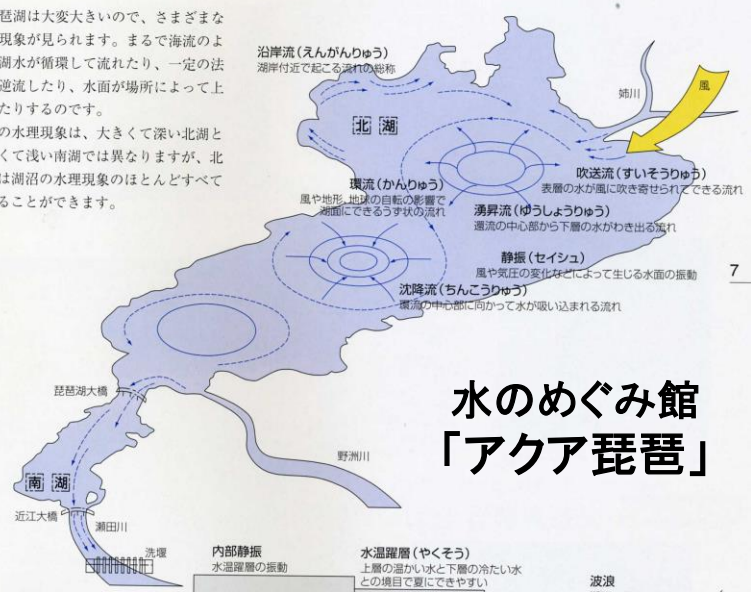 琶湖は大変大きいので、さまざまな
現象が見られます。まるで海流のよ
湖水が循環して流れたり、一定の法
逆流したり、水面が場所によって上
たりするのです。
の水理現象は、大きくて深い北湖と
くて浅い南湖では異なりますが、北
は湖沼の水理現象のほとんどすべて
ることができます。
沿岸流(えんがんりゅう)
湖岸付近で起こる流れの総称
姉川
風
北湖
吹送流(すいそうりゅう)
表層の水が風に吹き寄せられてできる流れ
環流(かんりゅう)
風や地形、地球の自転の影響で
湖面にできるうず状の流れ
湧昇流(ゆうしょうりゅう)
還流の中心部から下層の水がわき出る流れ
静振(セイシュ)
風や気圧の変化などによって生じる水面の振動
7
沈降流(ちんこうりゅう)
環流の中心部に向かって水が吸い込まれる流れ
琵琶湖大橋
水のめぐみ館
「アクア琵琶」
野洲川
南湖
近江大橋
瀬田川
洗堰
内部静振
水温躍層の振動
水温躍層(やくそう)
上層の温かい水と下層の冷たい水
との境目で夏にできやすい
波浪